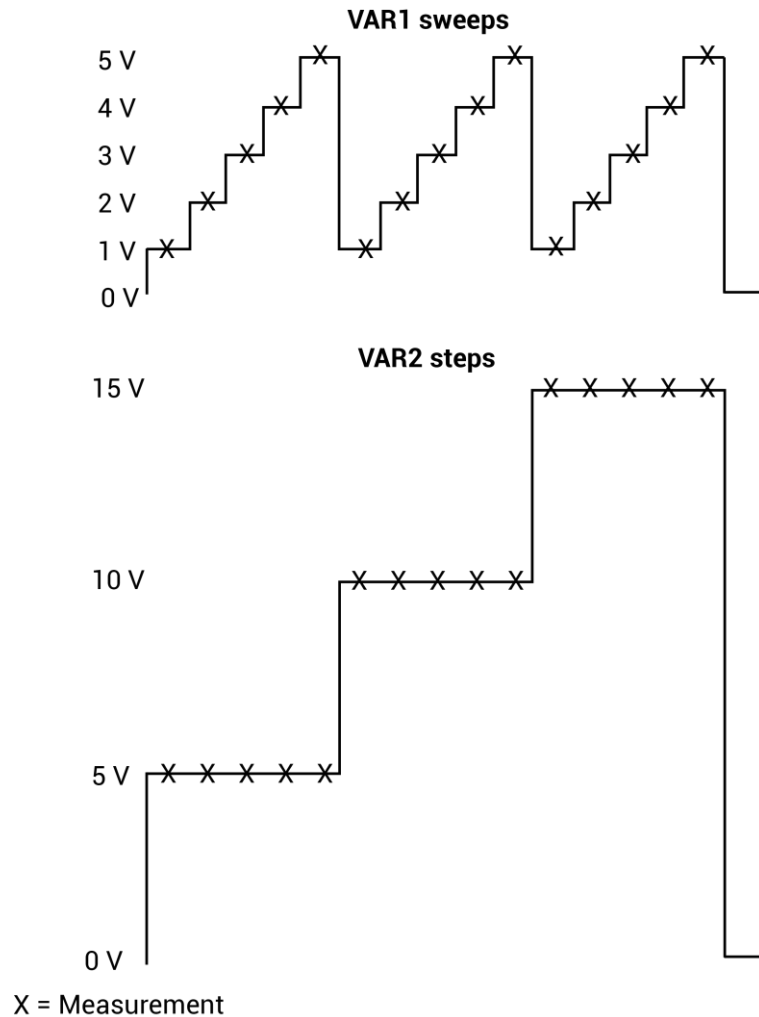 VAR1 sweeps
5 V
4 V
3 V
2 V
1 V
0 V
VAR2 steps
15 V
10 V
5 V
0 V
X = Measurement